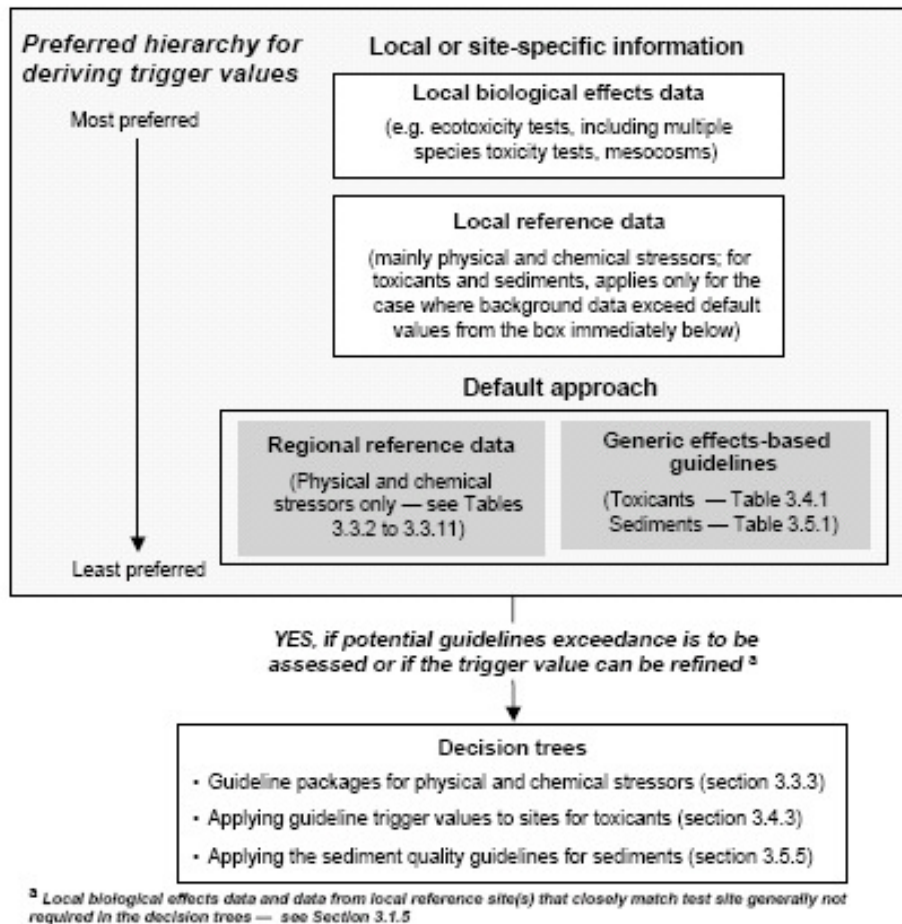 Preferred hierarchy for
deriving trigger values
Most preferred
Least preferred
Local or site-specific information
Local biological effects data
(e.g. ecotoxicity tests, including multiple
species toxicity tests, mesocosms)
Local reference data
(mainly physical and chemical stressors; for
toxicants and sediments, applies only for the
case where background data exceed default
values from the box immediately below)
Default approach
Regional reference data
(Physical and chemical
stressors only — see Tables
3.3.2 to 3.3.11)
Generic effects-based
guidelines
(Toxicants — Table 3.4.1
Sediments — Table 3.5.1)
YES, if potential guidelines exceedance is to be
assessed or if the trigger value can be refined a
Decision trees
• Guideline packages for physical and chemical stressors (section 3.3.3)
• Applying guideline trigger values to sites for toxicants (section 3.4.3)
• Applying the sediment quality guidelines for sediments (section 3.5.5)
a Local biological effects data and data from local reference site(s) that closely match test site generally not
required in the decision trees — see Section 3.1.5